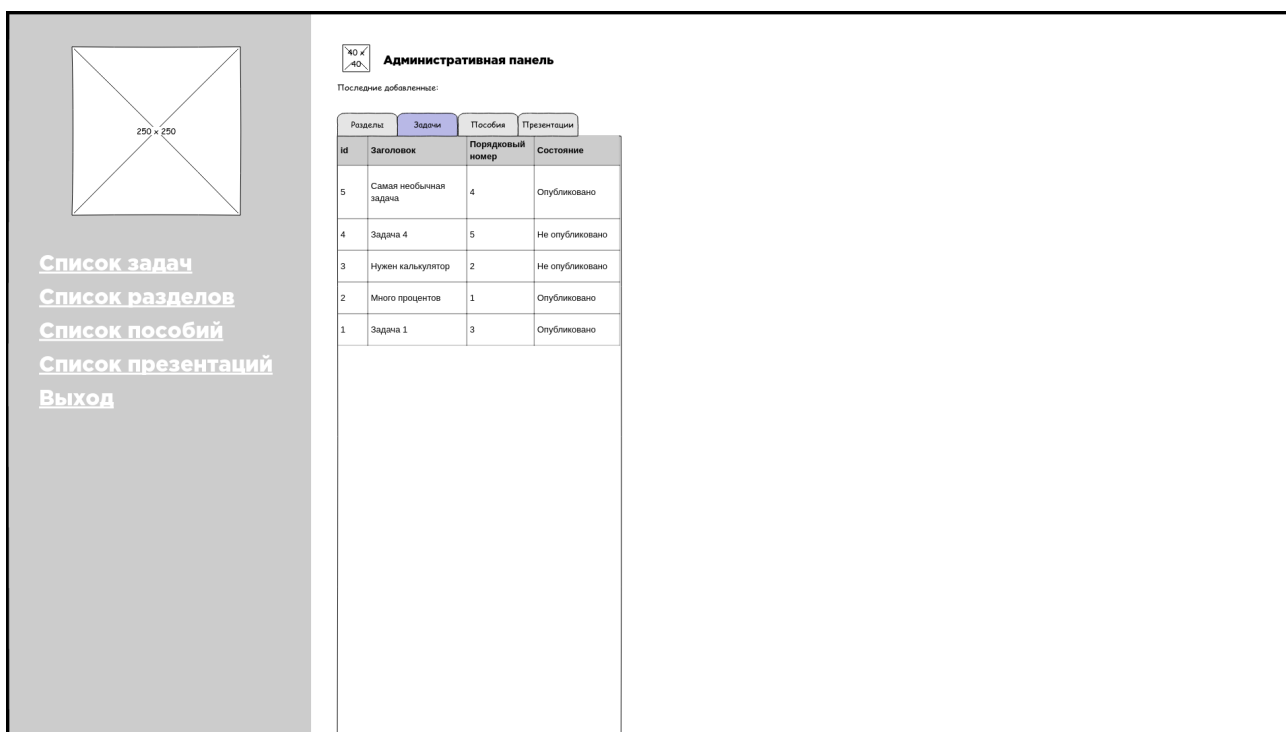 250 x 250
Список задач
Список разделов
Список пособий
Список презентаций
Выход
40 x
40
Административная панель
Последние добавленные:
Разделы Задачи Пособия Презентации
id Заголовок Порядковый номер Состояние
5 Самая необычная задача 4 Опубликовано
4 Задача 4 5 Не опубликовано
3 Нужен калькулятор 2 Не опубликовано
2 Много процентов 1 Опубликовано
1 Задача 1 3 Опубликовано